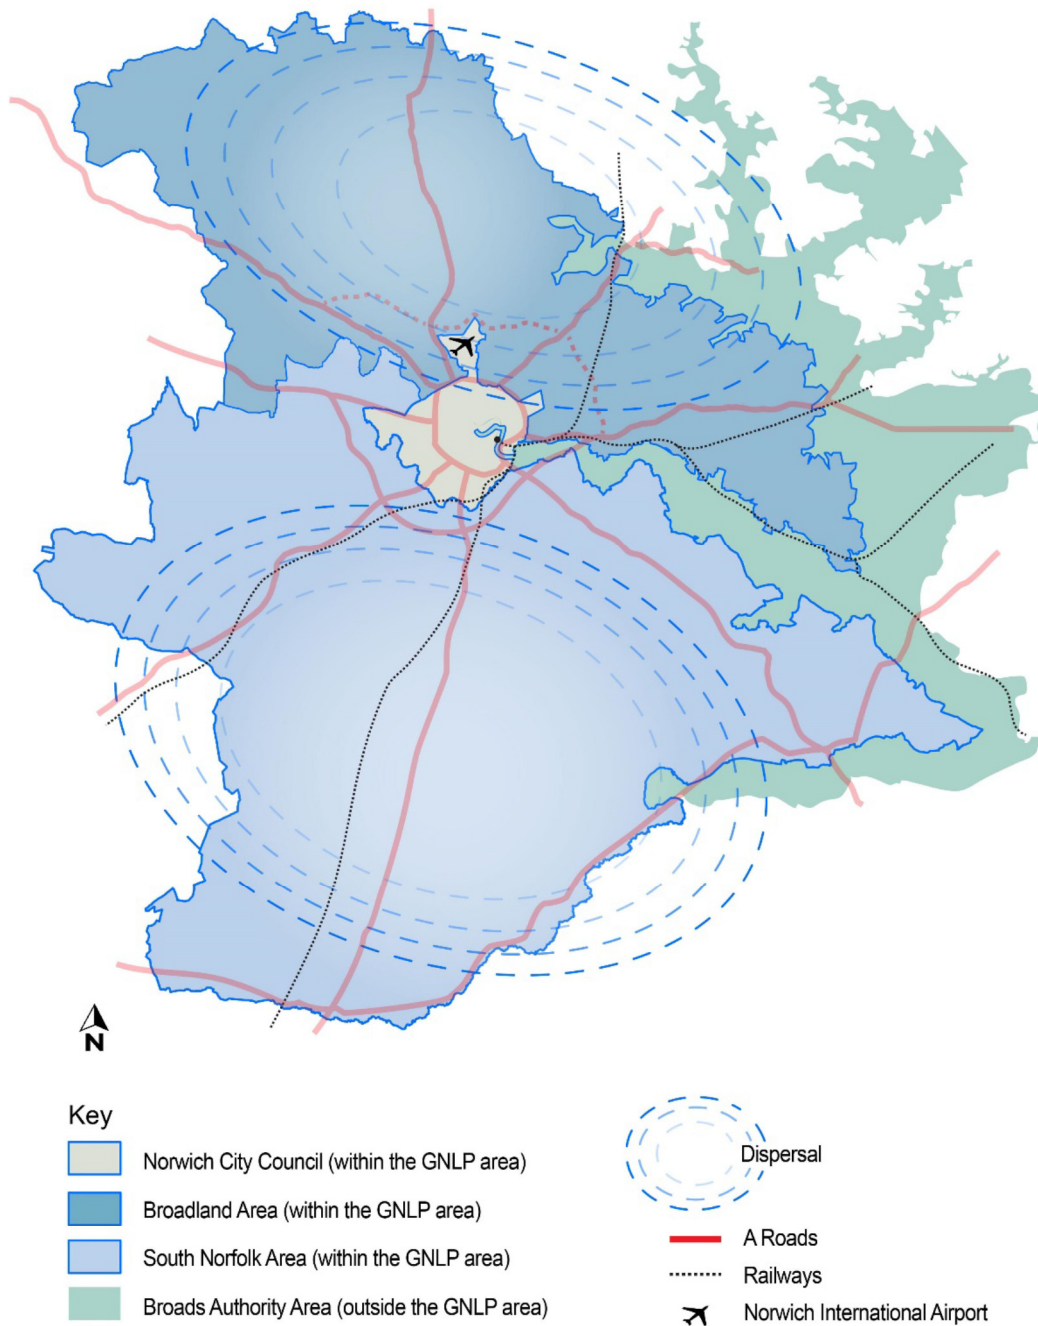 N
Key
Norwich City Council (within the GNLP area)
Broadland Area (within the GNLP area)
South Norfolk Area (within the GNLP area)
Broads Authority Area (outside the GNLP area)
Dispersal
A Roads
Railways
Norwich International Airport